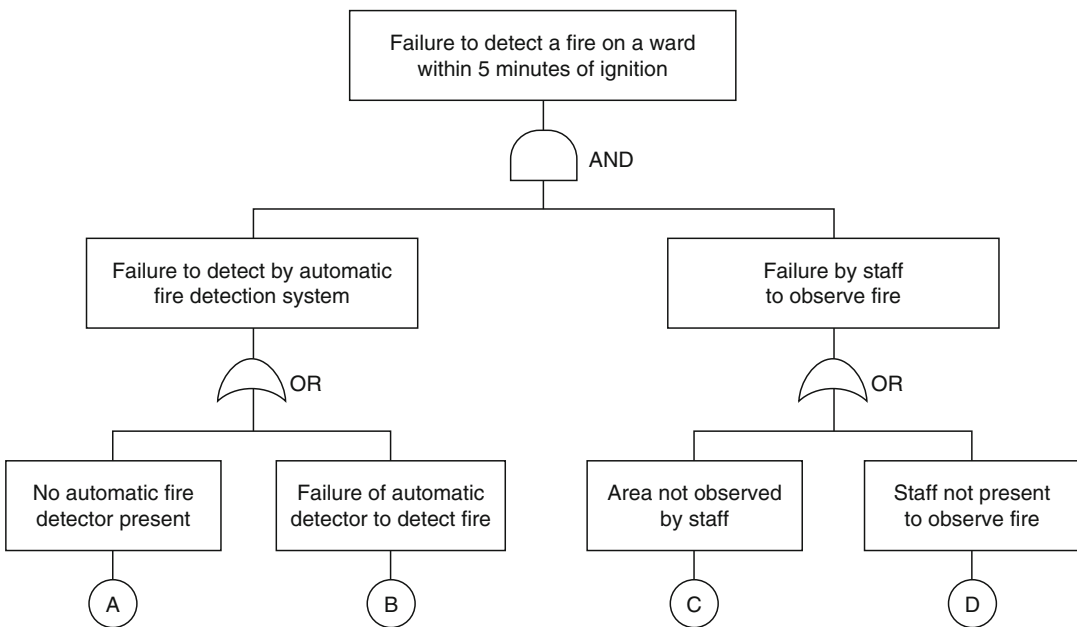 Failure to detect a fire on a ward
within 5 minutes of ignition
AND
Failure to detect by automatic
fire detection system
Failure by staff
to observe fire
OR
OR
No automatic fire
detector present
Failure of automatic
detector to detect fire
Area not observed
by staff
Staff not present
to observe fire
A
B
C
D